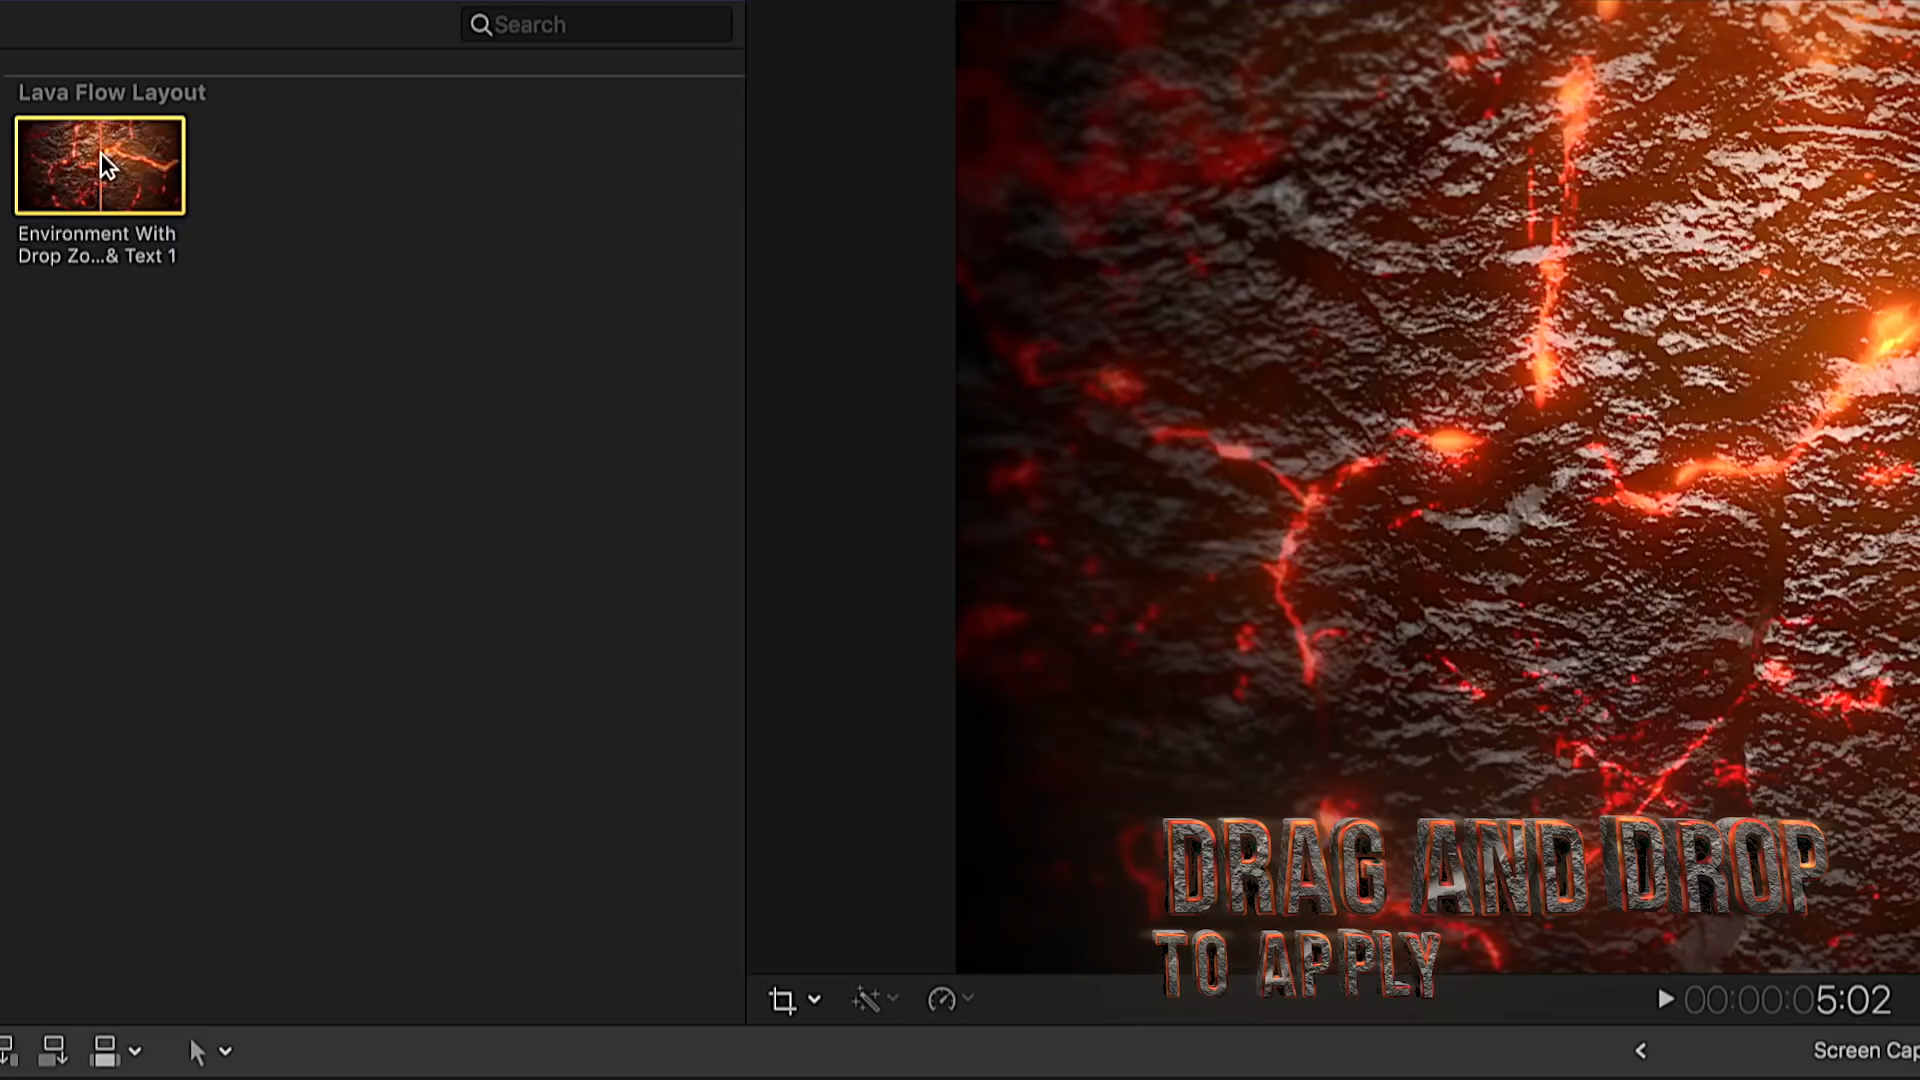 Search
Lava Flow Layout
Environment With
Drop Zo...& Text 1
DRAG AND DROP
TO APPLY
00:00:05:02
Screen Cap